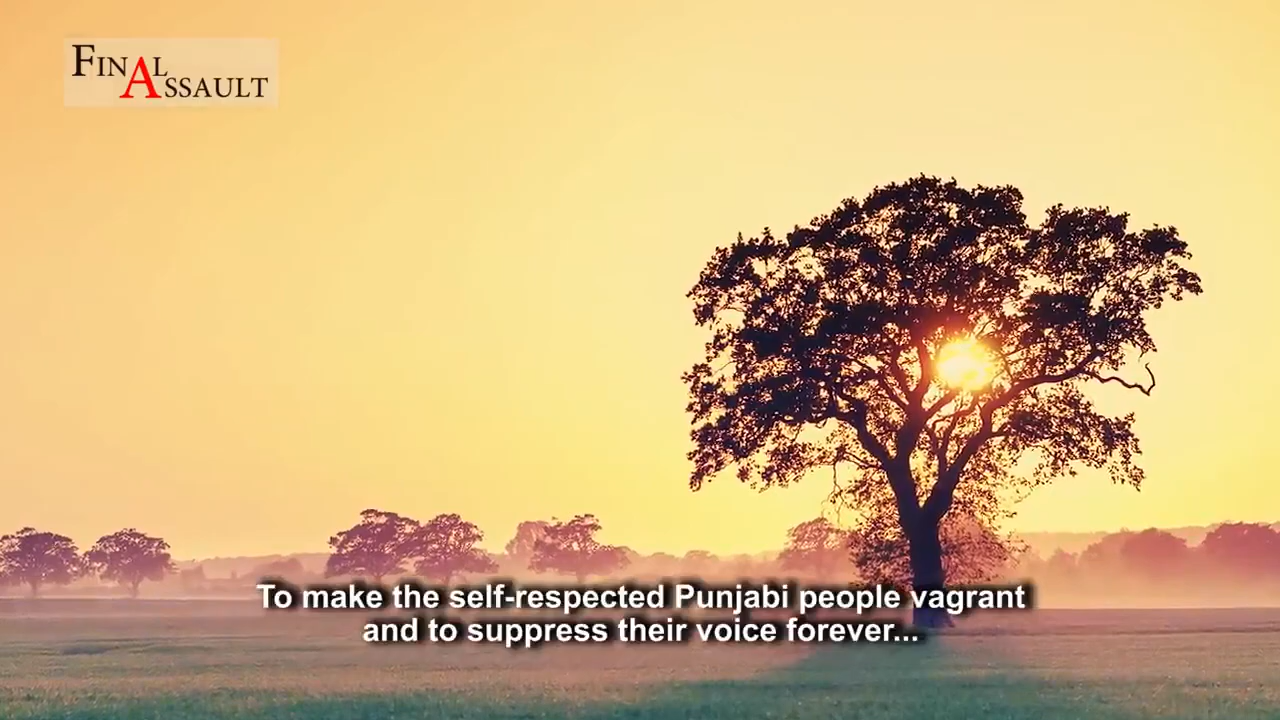 FINAL
ASSAULT
To make the self-respected Punjabi people vagrant
and to suppress their voice forever...